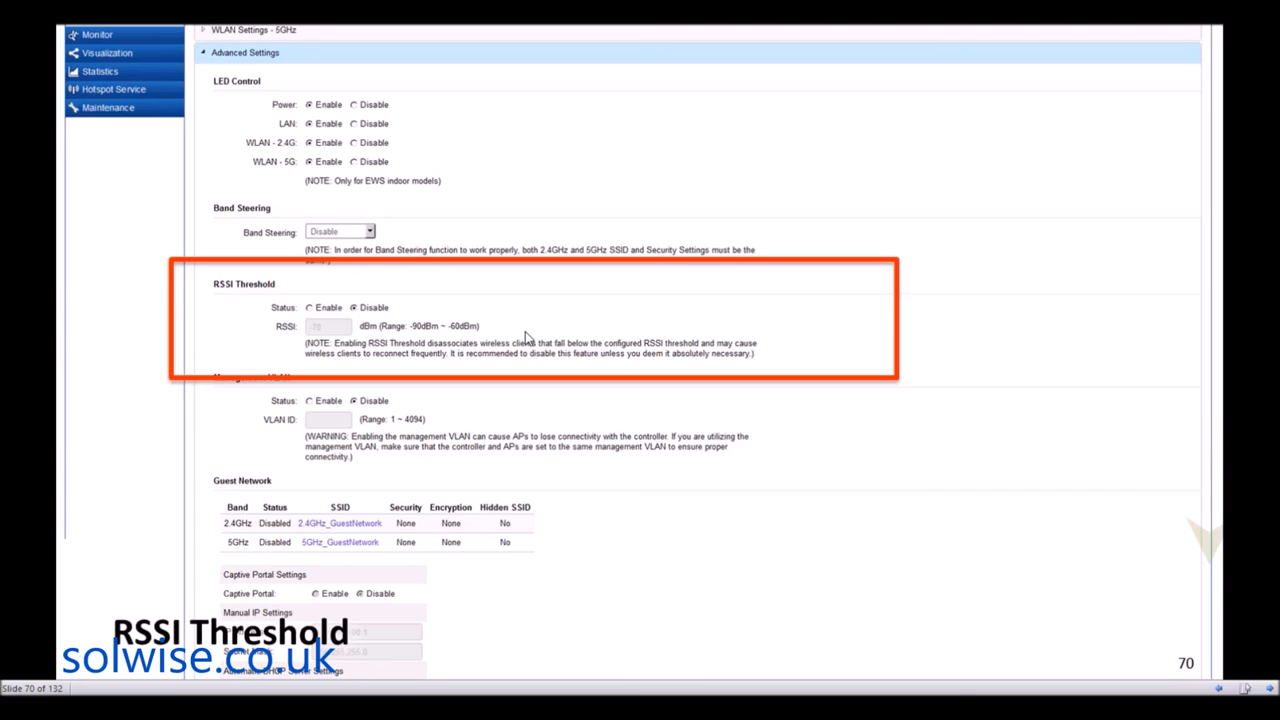 Monitor
Visualization
Statistics
Hotspot Service
Maintenance
WLAN Settings - 5GHz
Advanced Settings
LED Control
Power: Enable Disable
LAN: Enable Disable
WLAN - 2.4G: Enable Disable
WLAN - 5G: Enable Disable
(NOTE: Only for EWS indoor models)
Band Steering
Band Steering: Disable
(NOTE: In order for Band Steering function to work properly, both 2.4GHz and 5GHz SSID and Security Settings must be the
RSSI Threshold
Status: Enable Disable
RSSI: -70 dBm (Range: -90dBm ~ -60dBm)
(NOTE: Enabling RSSI Threshold disassociates wireless clients that fall below the configured RSSI threshold and may cause
wireless clients to reconnect frequently. It is recommended to disable this feature unless you deem it absolutely necessary.)
Status: Enable Disable
VLAN ID: (Range: 1 ~ 4094)
(WARNING: Enabling the management VLAN can cause APs to lose connectivity with the controller. If you are utilizing the
management VLAN, make sure that the controller and APs are set to the same management VLAN to ensure proper
connectivity.)
Guest Network
Band Status SSID Security Encryption Hidden SSID
2.4GHz Disabled 2.4GHz_GuestNetwork None None No
5GHz Disabled 5GHz_GuestNetwork None None No
Captive Portal Settings
Captive Portal: Enable Disable
Manual IP Settings
RSSI Threshold
solwise.co.uk
Settings
70
Slide 70 of 132